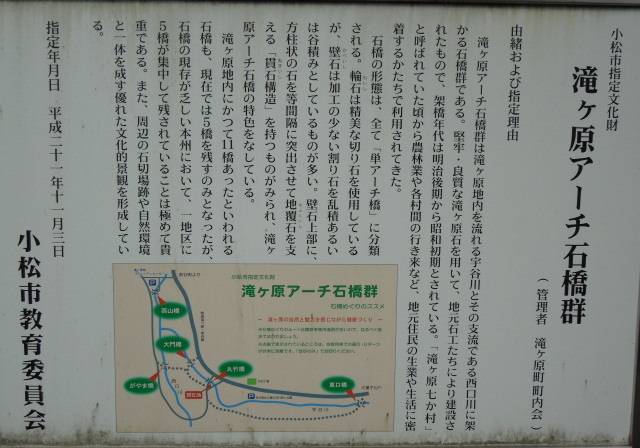 小松市指定文化財
滝ヶ原アーチ石橋群
（管理者 滝ヶ原町町内会）
由緒および指定理由
滝ヶ原アーチ石橋群は滝ヶ原地内を流れる宇谷川とその支流である西口川に架
かる石橋群である。堅牢・良質な滝ヶ原石を用いて、地元石工たちにより建設さ
れたもので、架橋年代は明治後期から昭和初期とされている。「滝ヶ原七か村」
と呼ばれていた頃から農林業や各村間の行き来など、地元住民の生業や生活に密
着するかたちで利用されてきた。
石橋の形態は、全て「単アーチ橋」に分類
される。輪石は精美な切り石を使用している
が、壁石は加工の少ない割り石を乱積あるい
は谷積みとしているものが多い。壁石上部に、
方柱状の石を等間隔に突出させて地覆石を支
える「貫石構造」を持つものがみられ、滝ヶ
原アーチ石橋の特色をなしている。
滝ヶ原地内にかつて11橋あったといわれる
石橋も、現在では５橋を残すのみとなったが、
石橋の現存が乏しい本州において、一地区に
５橋が集中して残されていることは極めて貴
重である。また、周辺の石切場跡や自然環境
と一体を成す優れた文化的景観を形成してい
る。
指定年月日 平成二十一年十一月三日
小松市教育委員会
小松市指定文化財
滝ヶ原アーチ石橋群
石橋めぐりのススメ
西山橋
大門橋
がやま橋
丸竹橋
東口橋
現在地
宇谷川